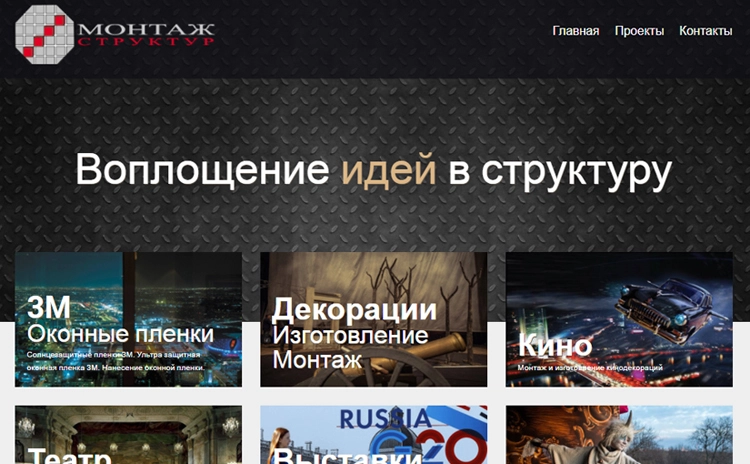 МОНТАЖ
СТРУКТУР
Главная Проекты Контакты
Воплощение идей в структуру
3М
Оконные пленки
Солнцезащитные пленки 3М. Ультра защитная
оконная пленка 3М. Нанесение оконной пленки.
Декорации
Изготовление
Монтаж
Кино
Монтаж и изготовление кинодекораций
Театр
RUSSIA
G20
Выставки